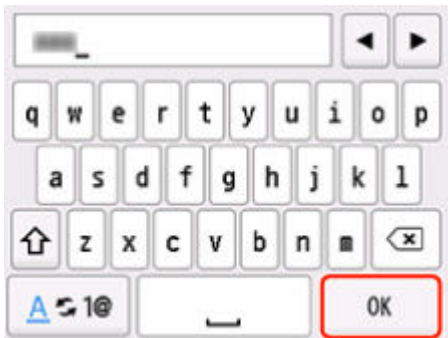 ◀ ▶
q w e r t y u i o p
a s d f g h j k l
z x c v b n m
A 1@ OK